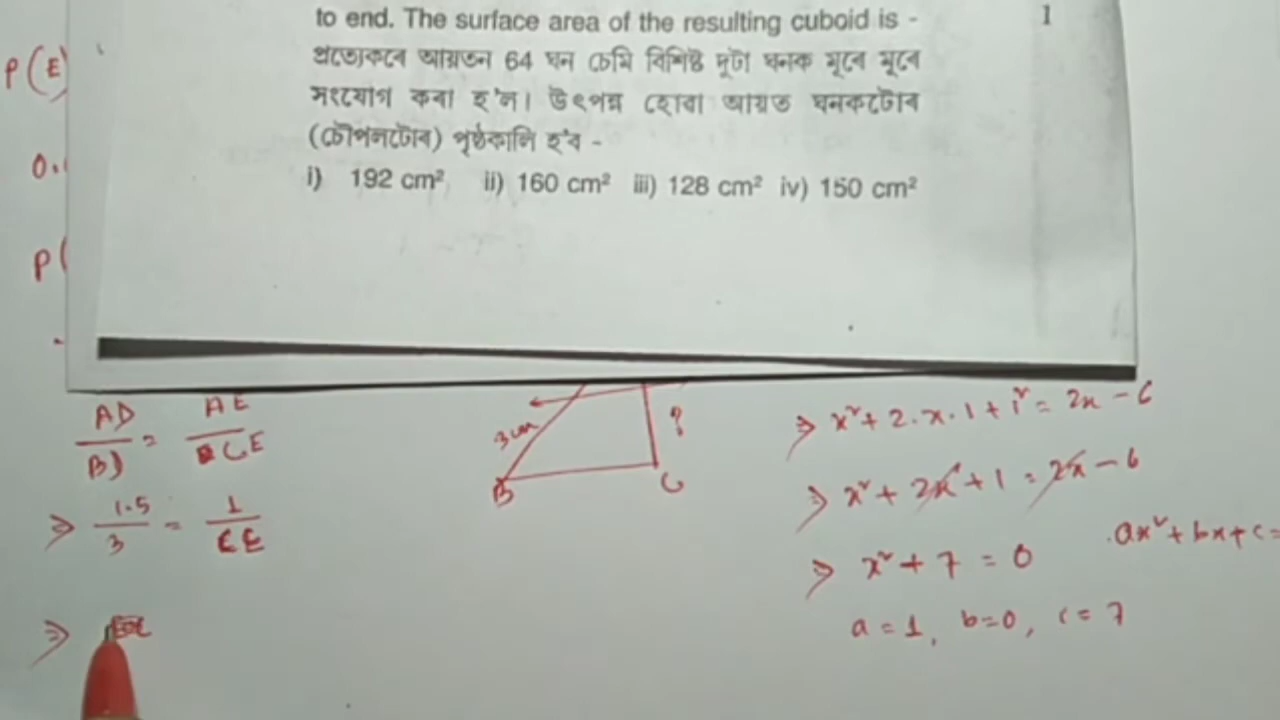 to end. The surface area of the resulting cuboid is - 1
প্ৰত্যেকৰে আয়তন 64 ঘন চেমি বিশিষ্ট দুটা ঘনক মূৰে মূৰে
সংযোগ কৰা হ'ল। উৎপন্ন হোৱা আয়ত ঘনকটোৰ
(চৌপলটোৰ) পৃষ্ঠকালি হ'ব -
i) 192 cm² ii) 160 cm² iii) 128 cm² iv) 150 cm²
P(E)
0.
P(
AD/BD = AE/CE
⇒ 1.5/3 = 1/CE
⇒
3cm
?
B C
⇒ x² + 2.x.1 + 1² = 2x - 6
⇒ x² + 2x + 1 = 2x - 6
⇒ x² + 7 = 0
ax² + bx + c =
a = 1, b = 0, c = 7